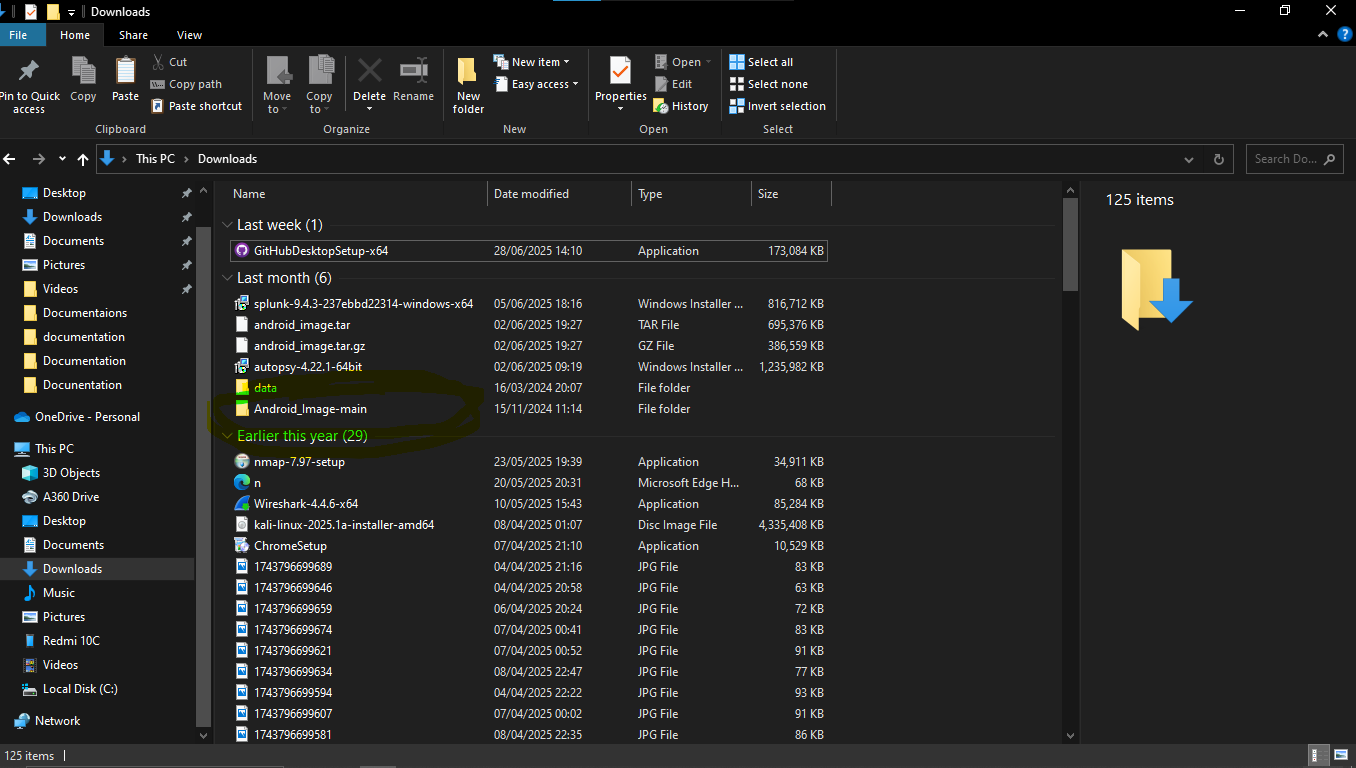 Downloads
File Home Share View
Pin to Quick access
Copy
Paste
Cut
Copy path
Paste shortcut
Clipboard
Move to
Copy to
Delete
Rename
Organize
New folder
New item
Easy access
New
Properties
Open
Edit
History
Open
Select all
Select none
Invert selection
Select
This PC > Downloads
Search Do...
Desktop
Downloads
Documents
Pictures
Videos
Documentaions
documentation
Documentation
Docunentation
OneDrive - Personal
This PC
3D Objects
A360 Drive
Desktop
Documents
Downloads
Music
Pictures
Redmi 10C
Videos
Local Disk (C:)
Network
Name Date modified Type Size
Last week (1)
GitHubDesktopSetup-x64 28/06/2025 14:10 Application 173,084 KB
Last month (6)
splunk-9.4.3-237ebbd22314-windows-x64 05/06/2025 18:16 Windows Installer ... 816,712 KB
android_image.tar 02/06/2025 19:27 TAR File 695,376 KB
android_image.tar.gz 02/06/2025 19:27 GZ File 386,559 KB
autopsy-4.22.1-64bit 02/06/2025 09:19 Windows Installer ... 1,235,982 KB
data 16/03/2024 20:07 File folder
Android_Image-main 15/11/2024 11:14 File folder
Earlier this year (29)
nmap-7.97-setup 23/05/2025 19:39 Application 34,911 KB
n 20/05/2025 20:31 Microsoft Edge H... 68 KB
Wireshark-4.4.6-x64 10/05/2025 15:43 Application 85,284 KB
kali-linux-2025.1a-installer-amd64 08/04/2025 01:07 Disc Image File 4,335,408 KB
ChromeSetup 07/04/2025 21:10 Application 10,529 KB
1743796699689 04/04/2025 21:16 JPG File 83 KB
1743796699646 04/04/2025 20:58 JPG File 63 KB
1743796699659 06/04/2025 20:24 JPG File 72 KB
1743796699674 07/04/2025 00:41 JPG File 83 KB
1743796699621 07/04/2025 00:52 JPG File 91 KB
1743796699634 08/04/2025 22:47 JPG File 77 KB
1743796699594 04/04/2025 22:22 JPG File 93 KB
1743796699607 07/04/2025 00:02 JPG File 91 KB
1743796699581 08/04/2025 22:35 JPG File 86 KB
125 items
125 items